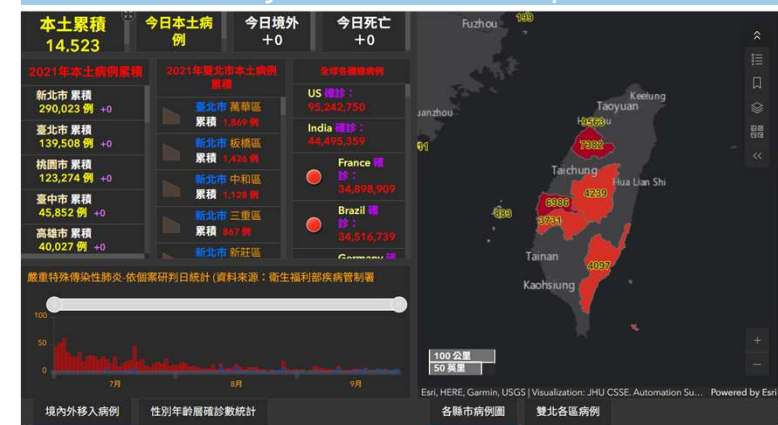 本土累積
14,523
今日本土病
例
今日境外
+0
今日死亡
+0
2021年本土病例累積
新北市 累積
290,023 例 +0
臺北市 累積
139,508 例 +0
桃園市 累積
123,274 例 +0
臺中市 累積
45,852 例 +0
高雄市 累積
40,027 例 +0
2021年雙北市本土病例
累積
臺北市 萬華區
累積 1,869 例
新北市 板橋區
累積 1,426 例
新北市 中和區
累積 1,128 例
新北市 三重區
累積 867 例
新北市 新莊區
全球各國總病例
US 確診：
95,242,750
India 確診：
44,495,359
France 確
診：
34,898,909
Brazil 確
診：
34,516,739
Germany 確
嚴重特殊傳染性肺炎-依個案研判日統計 (資料來源：衛生福利部疾病管制署
100
50
0
7月
8月
9月
境內外移入病例
性別年齡層確診數統計
Fuzhou
199
uanzhou
91
Keelung
Taoyuan
9563
7382
Taichung
Hua Lian Shi
4239
883
6986
3731
Tainan
4097
Kaohsiung
100 公里
50 英里
Esri, HERE, Garmin, USGS | Visualization: JHU CSSE. Automation Su... Powered by Esri
各縣市病例圖
雙北各區病例